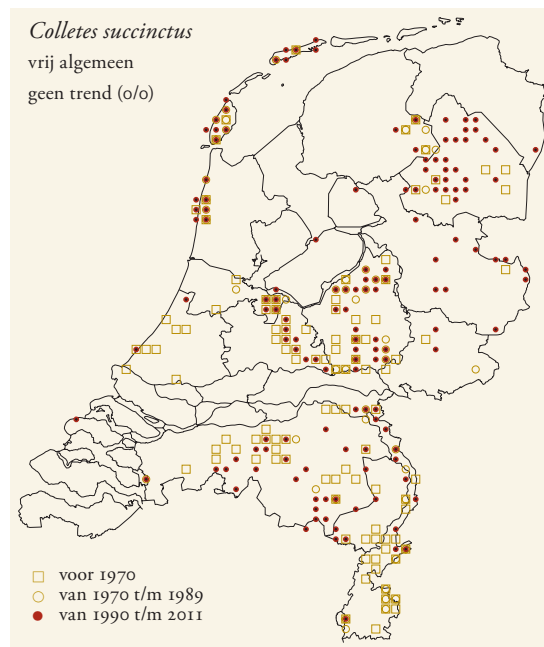 Colletes succinctus
vrij algemeen
geen trend (0/0)
voor 1970
van 1970 t/m 1989
van 1990 t/m 2011